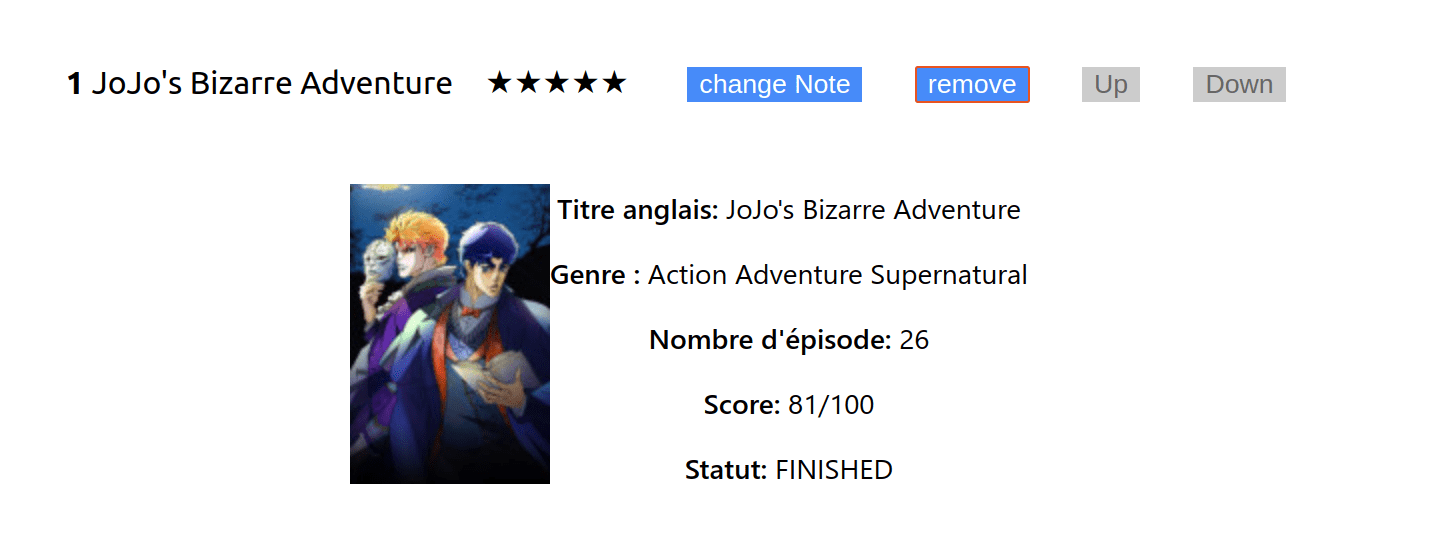 1 JoJo's Bizarre Adventure ★★★★★ change Note remove Up Down
Titre anglais: JoJo's Bizarre Adventure
Genre : Action Adventure Supernatural
Nombre d'épisode: 26
Score: 81/100
Statut: FINISHED